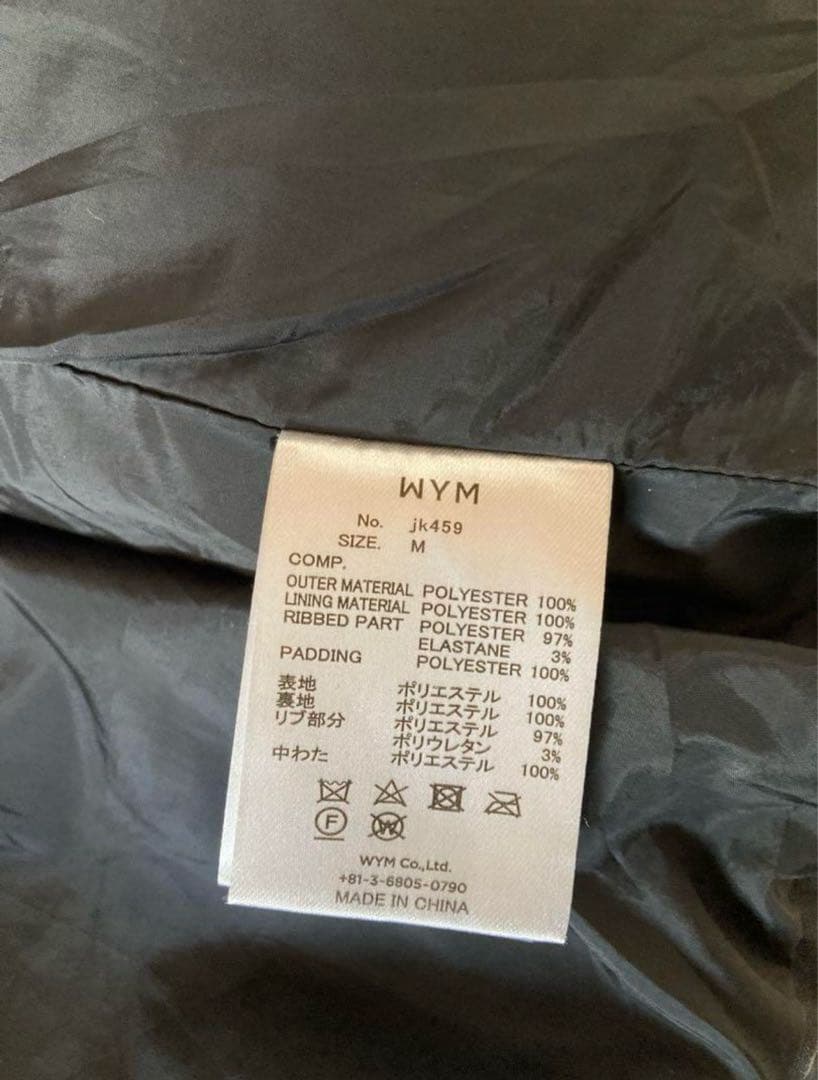 WYM
No. jk459
SIZE. M
COMP.
OUTER MATERIAL POLYESTER 100%
LINING MATERIAL POLYESTER 100%
RIBBED PART POLYESTER 97%
ELASTANE 3%
PADDING POLYESTER 100%
表地 ポリエステル 100%
裏地 ポリエステル 100%
リブ部分 ポリエステル 97%
ポリウレタン 3%
中わた ポリエステル 100%
F W
WYM Co.,Ltd.
+81-3-6805-0790
MADE IN CHINA